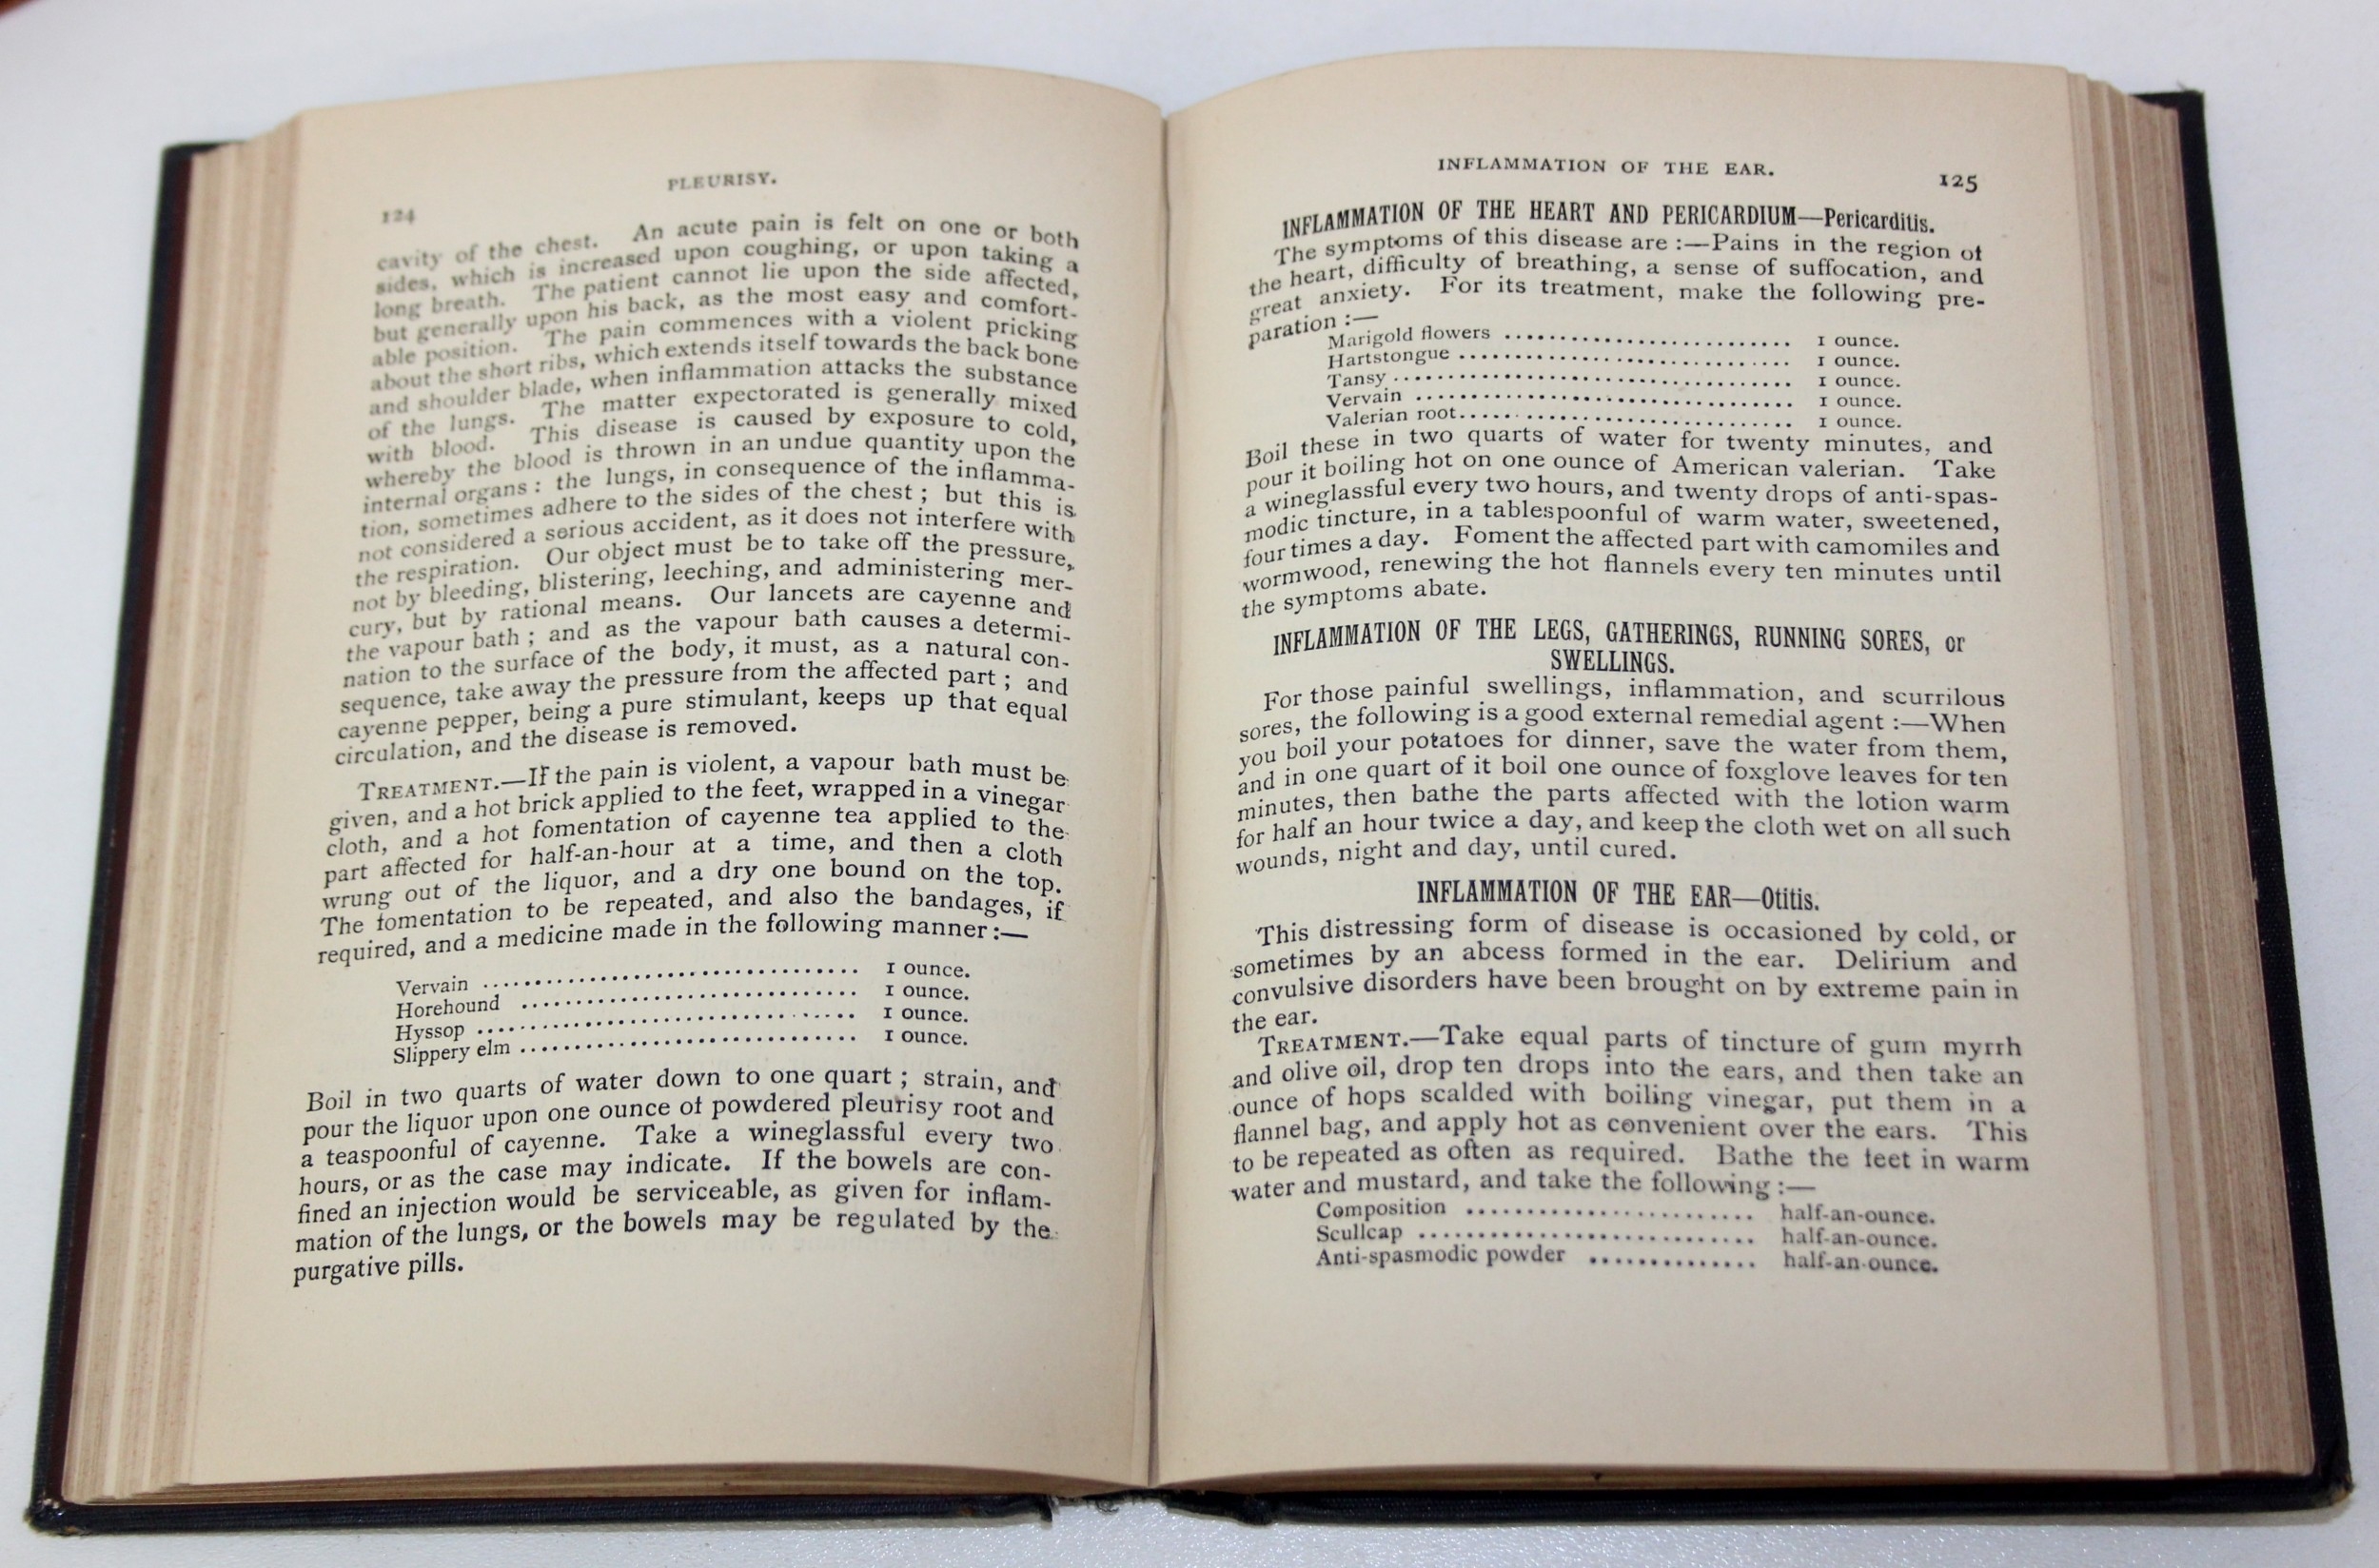 124
PLEURISY.
cavity of the chest. An acute pain is felt on one or both
sides, which is increased upon coughing, or upon taking a
long breath. The patient cannot lie upon the side affected,
but generally upon his back, as the most easy and comfort-
able position. The pain commences with a violent pricking
about the short ribs, which extends itself towards the back bone
and shoulder blade, when inflammation attacks the substance
of the lungs. The matter expectorated is generally mixed
with blood. This disease is caused by exposure to cold,
whereby the blood is thrown in an undue quantity upon the
internal organs: the lungs, in consequence of the inflamma-
tion, sometimes adhere to the sides of the chest; but this is
not considered a serious accident, as it does not interfere with
the respiration. Our object must be to take off the pressure,
not by bleeding, blistering, leeching, and administering mer-
cury, but by rational means. Our lancets are cayenne and
the vapour bath; and as the vapour bath causes a determi-
nation to the surface of the body, it must, as a natural con-
sequence, take away the pressure from the affected part; and
cayenne pepper, being a pure stimulant, keeps up that equal
circulation, and the disease is removed.
TREATMENT.—If the pain is violent, a vapour bath must be
given, and a hot brick applied to the feet, wrapped in a vinegar
cloth, and a hot fomentation of cayenne tea applied to the
part affected for half-an-hour at a time, and then a cloth
wrung out of the liquor, and a dry one bound on the top.
The fomentation to be repeated, and also the bandages, if
required, and a medicine made in the following manner:—
Vervain .................................. 1 ounce.
Horehound .............................. 1 ounce.
Hyssop .................................. 1 ounce.
Slippery elm .............................. 1 ounce.
Boil in two quarts of water down to one quart; strain, and
pour the liquor upon one ounce of powdered pleurisy root and
a teaspoonful of cayenne. Take a wineglassful every two
hours, or as the case may indicate. If the bowels are con-
fined an injection would be serviceable, as given for inflam-
mation of the lungs, or the bowels may be regulated by the
purgative pills.
INFLAMMATION OF THE EAR.
125
INFLAMMATION OF THE HEART AND PERICARDIUM—Pericarditis.
The symptoms of this disease are:—Pains in the region of
the heart, difficulty of breathing, a sense of suffocation, and
great anxiety. For its treatment, make the following pre-
paration:—
Marigold flowers ........................ 1 ounce.
Hartstongue .............................. 1 ounce.
Tansy .................................... 1 ounce.
Vervain .................................. 1 ounce.
Valerian root.............................. 1 ounce.
Boil these in two quarts of water for twenty minutes, and
pour it boiling hot on one ounce of American valerian. Take
a wineglassful every two hours, and twenty drops of anti-spas-
modic tincture, in a tablespoonful of warm water, sweetened,
four times a day. Foment the affected part with camomiles and
wormwood, renewing the hot flannels every ten minutes until
the symptoms abate.
INFLAMMATION OF THE LEGS, GATHERINGS, RUNNING SORES, or
SWELLINGS.
For those painful swellings, inflammation, and scurrilous
sores, the following is a good external remedial agent:—When
you boil your potatoes for dinner, save the water from them,
and in one quart of it boil one ounce of foxglove leaves for ten
minutes, then bathe the parts affected with the lotion warm
for half an hour twice a day, and keep the cloth wet on all such
wounds, night and day, until cured.
INFLAMMATION OF THE EAR—Otitis.
This distressing form of disease is occasioned by cold, or
sometimes by an abcess formed in the ear. Delirium and
convulsive disorders have been brought on by extreme pain in
the ear.
TREATMENT.—Take equal parts of tincture of gum myrrh
and olive oil, drop ten drops into the ears, and then take an
ounce of hops scalded with boiling vinegar, put them in a
flannel bag, and apply hot as convenient over the ears. This
to be repeated as often as required. Bathe the feet in warm
water and mustard, and take the following:—
Composition ........................ half-an-ounce.
Scullcap ............................ half-an-ounce.
Anti-spasmodic powder .............. half-an-ounce.